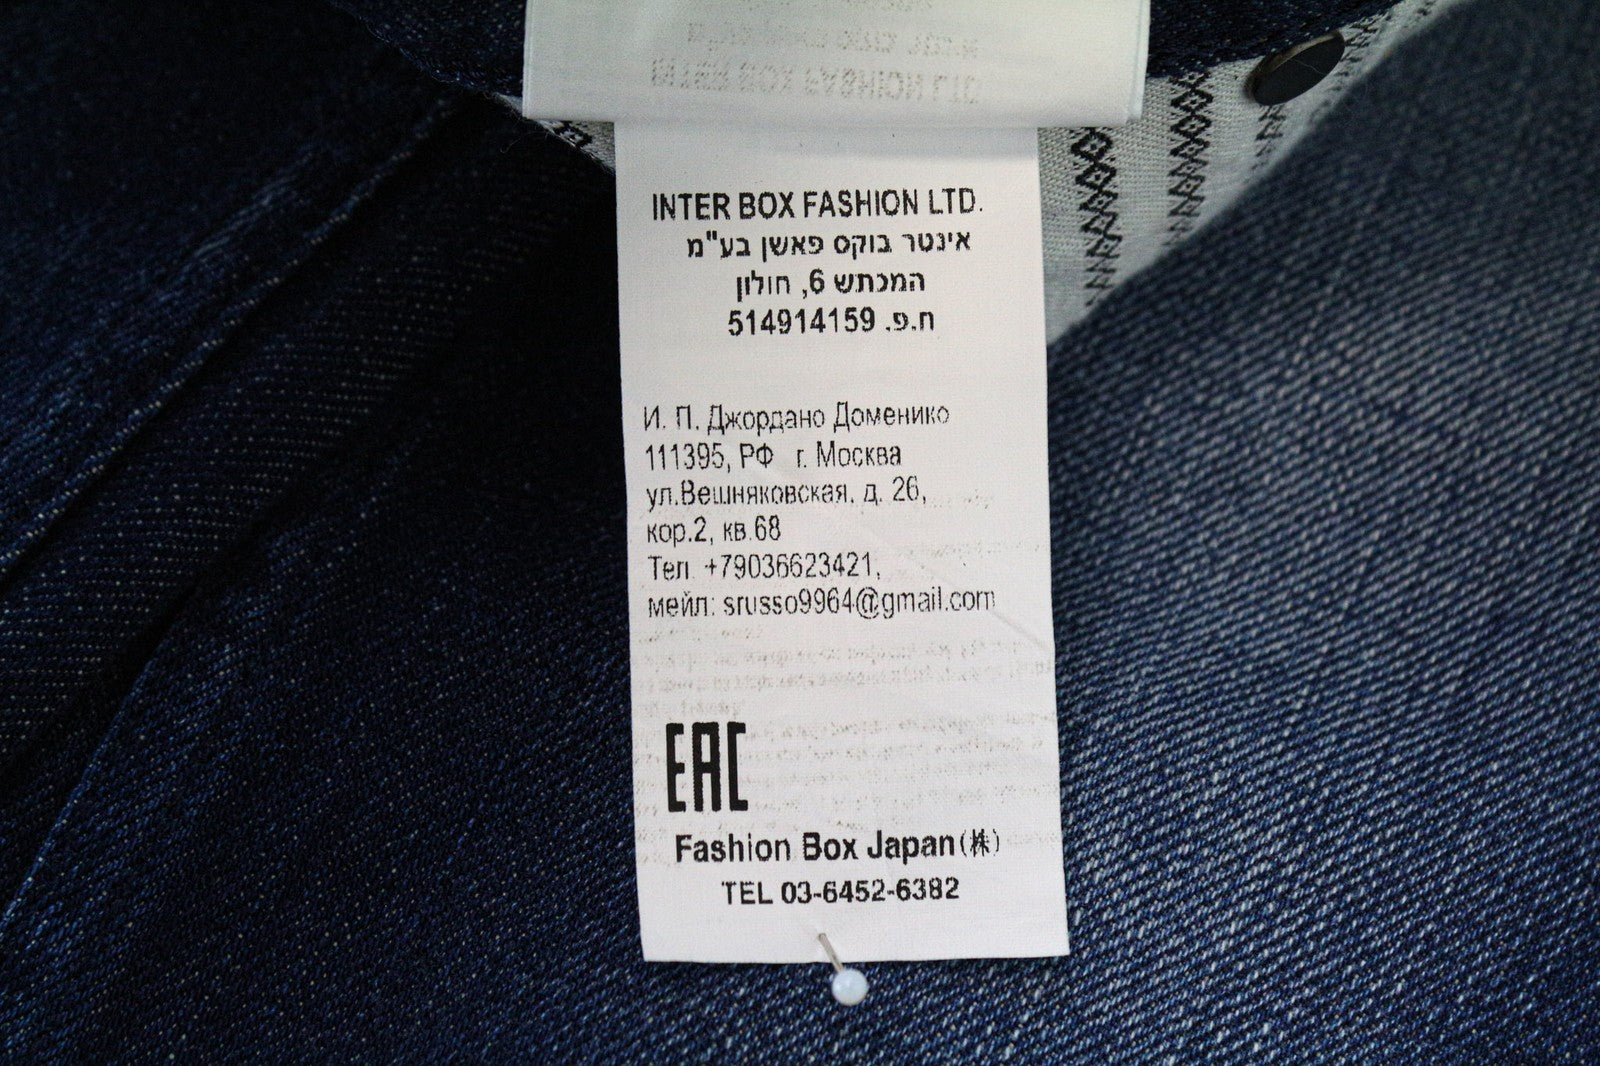 INTER BOX FASHION LTD.
אינטר בוקס פאשן בע"מ
המכתש 6, חולון
ח.פ. 514914159
И. П. Джордано Доменико
111395, РФ г. Москва
ул.Вешняковская, д. 26,
кор.2, кв.68
Тел. +79036623421,
мейл: srusso9964@gmail.com
EAC
Fashion Box Japan(株)
TEL 03-6452-6382